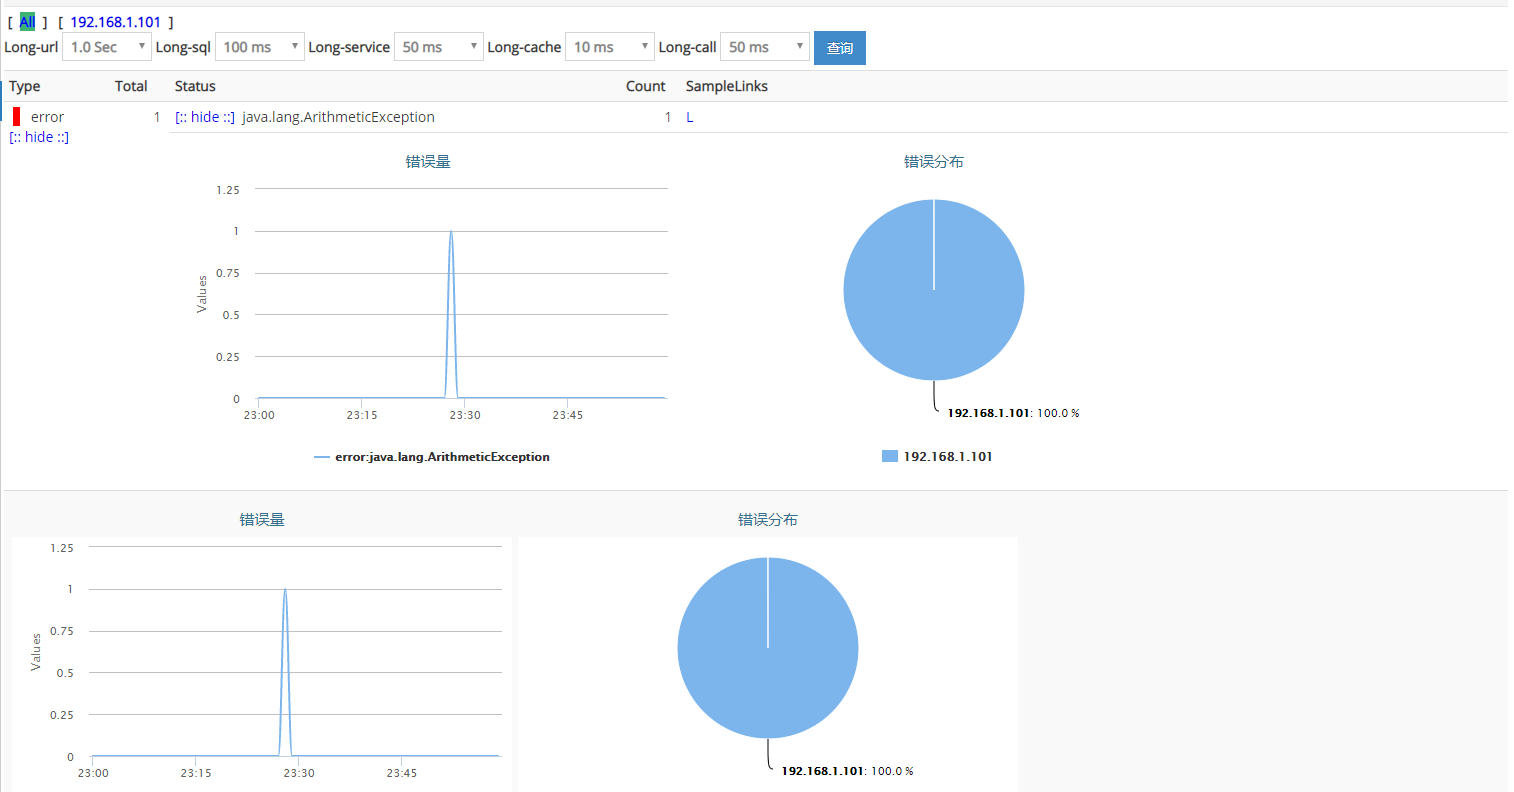 [ All ] [ 192.168.1.101 ]
Long-url 1.0 Sec Long-sql 100 ms Long-service 50 ms Long-cache 10 ms Long-call 50 ms 查询
Type Total Status Count SampleLinks
error 1 [:: hide ::] java.lang.ArithmeticException 1 L
[:: hide ::]
错误量
1.25
1
0.75
0.5
0.25
0
Values
23:00 23:15 23:30 23:45
error:java.lang.ArithmeticException
错误分布
192.168.1.101: 100.0 %
192.168.1.101
错误量
1.25
1
0.75
0.5
0.25
0
Values
23:00 23:15 23:30 23:45
错误分布
192.168.1.101: 100.0 %